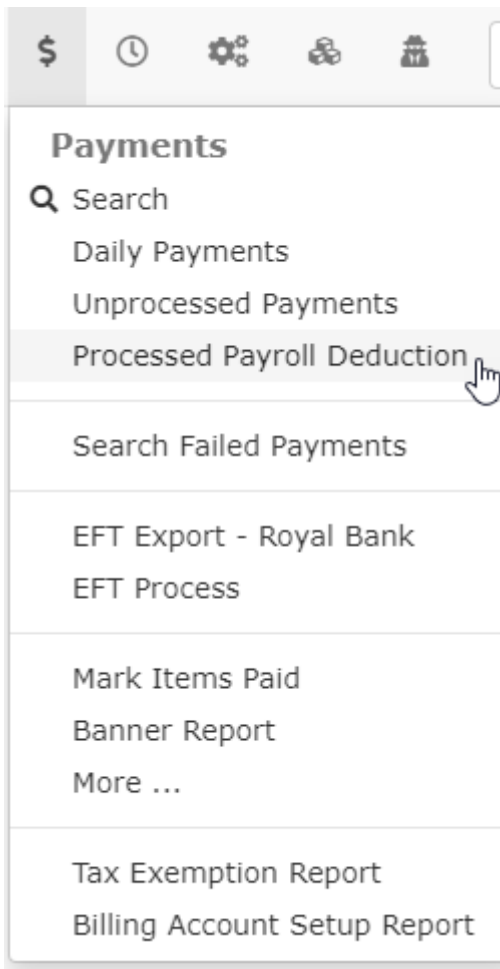 $
Payments
Search
Daily Payments
Unprocessed Payments
Processed Payroll Deduction
Search Failed Payments
EFT Export - Royal Bank
EFT Process
Mark Items Paid
Banner Report
More ...
Tax Exemption Report
Billing Account Setup Report